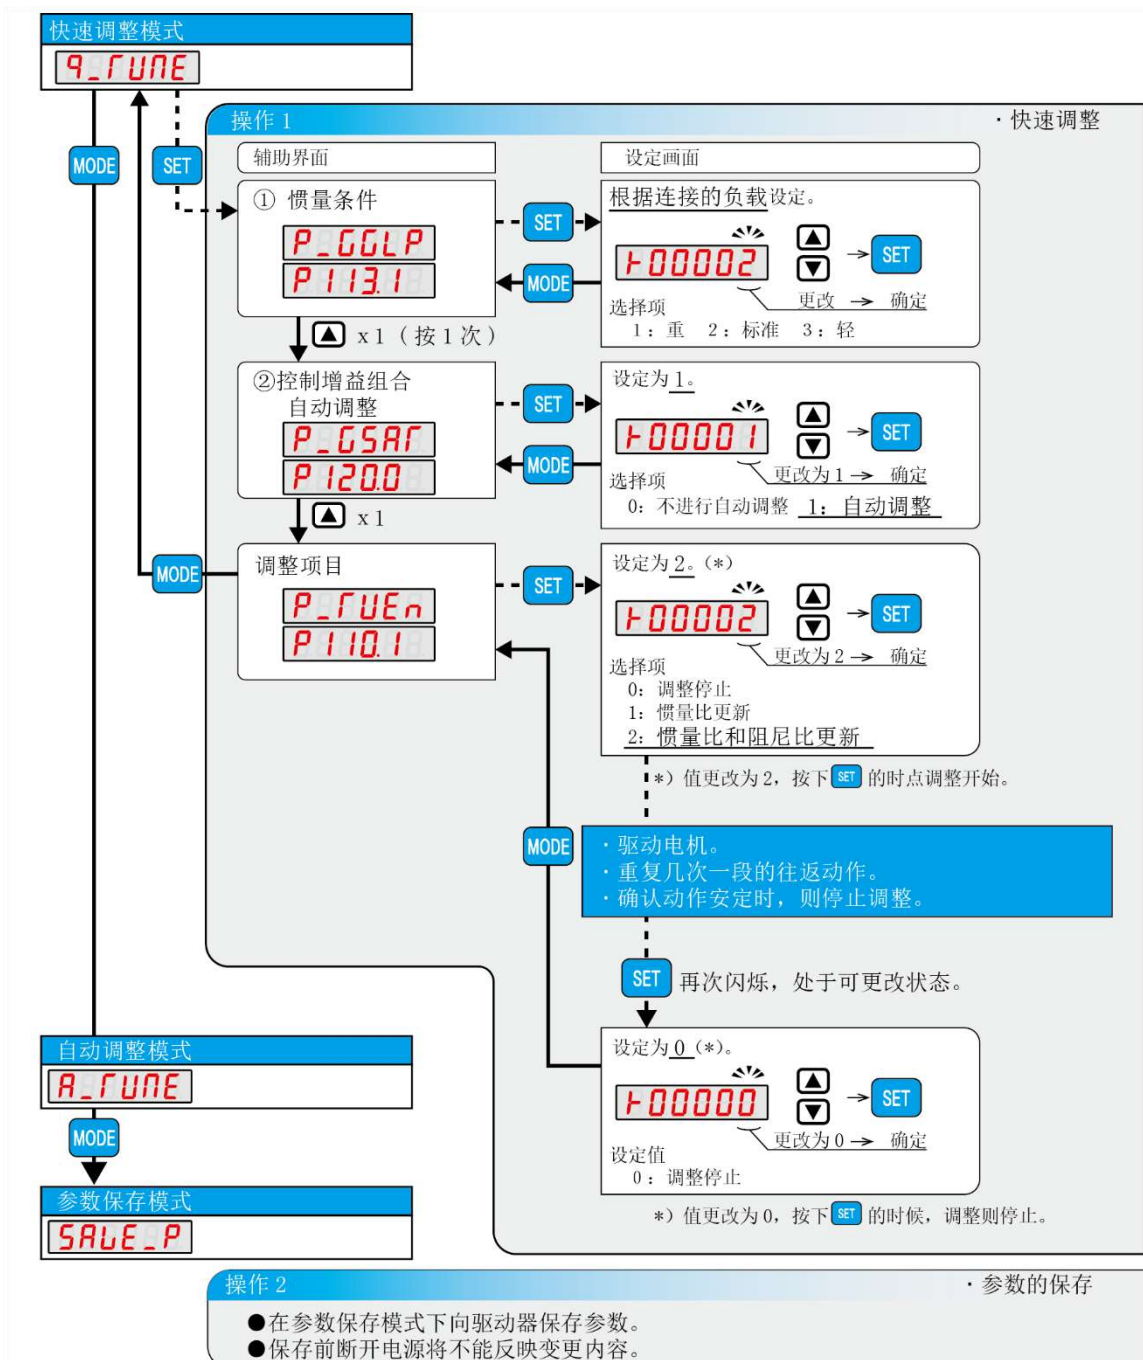 快速调整模式
q_TUNE
MODE
SET
操作 1
·快速调整
辅助界面
设定画面
① 惯量条件
P_GGLP
P113.1
SET
MODE
根据连接的负载设定。
r00002
SET
更改 → 确定
选择项
1：重 2：标准 3：轻
x1（按1次）
②控制增益组合
自动调整
P_GSAT
P120.0
SET
MODE
设定为 1。
r00001
SET
更改为 1 → 确定
选择项
0：不进行自动调整 1：自动调整
x1
MODE
调整项目
P_TUEn
P110.1
SET
设定为 2。(*)
r00002
SET
更改为 2 → 确定
选择项
0：调整停止
1：惯量比更新
2：惯量比和阻尼比更新
*）值更改为 2，按下 SET 的时点调整开始。
MODE
·驱动电机。
·重复几次一段的往返动作。
·确认动作安定时，则停止调整。
SET 再次闪烁，处于可更改状态。
设定为 0 (*)。
r00000
SET
更改为 0 → 确定
设定值
0：调整停止
*）值更改为 0，按下 SET 的时候，调整则停止。
自动调整模式
A_TUNE
MODE
参数保存模式
SAVE_P
操作 2
·参数的保存
●在参数保存模式下向驱动器保存参数。
●保存前断开电源将不能反映变更内容。